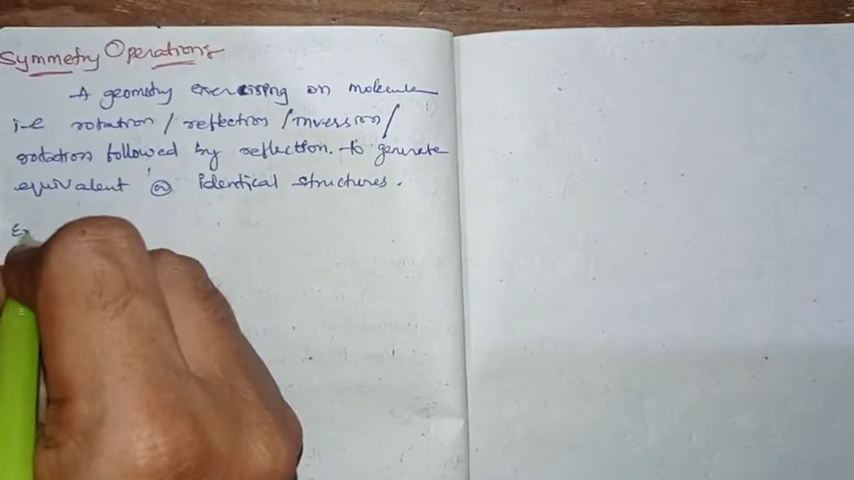 Symmetry Operations
A geometry exercising on molecule
i.e rotation / reflection / inversion /
rotation followed by reflection. to generate
equivalent or identical structures.
Ex